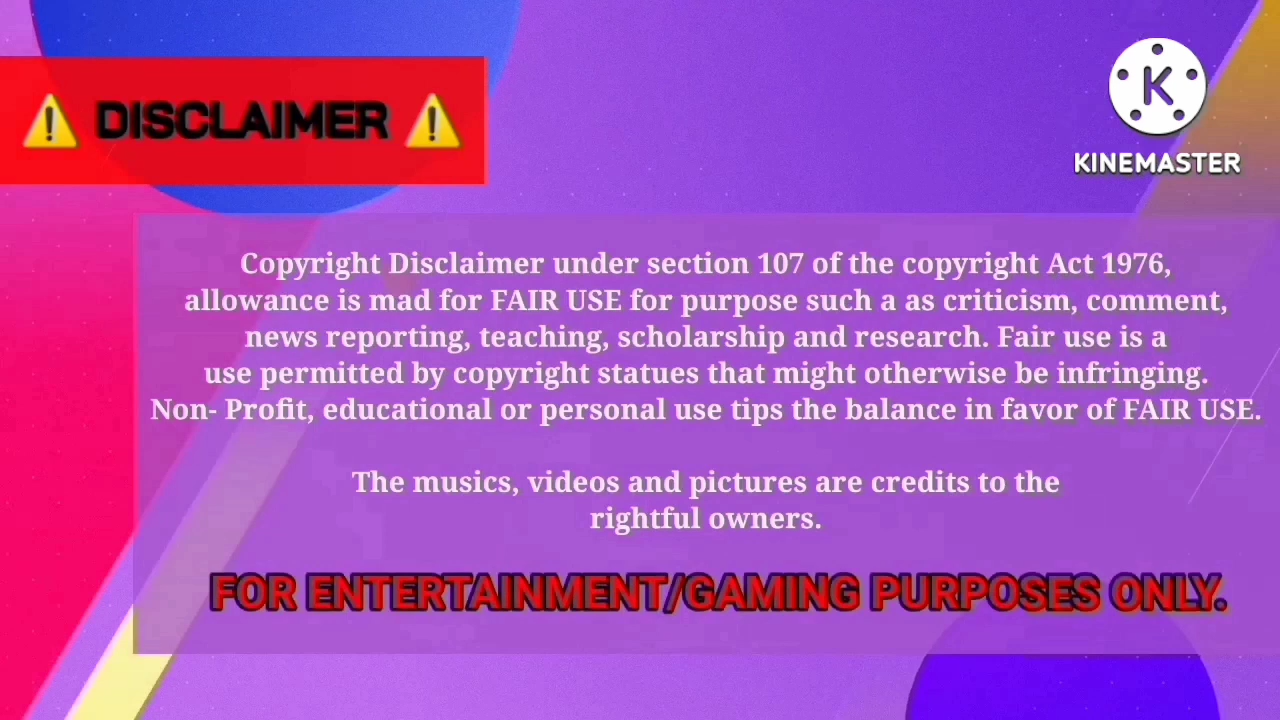 ⚠️ DISCLAIMER ⚠️
K
KINEMASTER
Copyright Disclaimer under section 107 of the copyright Act 1976,
allowance is mad for FAIR USE for purpose such a as criticism, comment,
news reporting, teaching, scholarship and research. Fair use is a
use permitted by copyright statues that might otherwise be infringing.
Non- Profit, educational or personal use tips the balance in favor of FAIR USE.
The musics, videos and pictures are credits to the
rightful owners.
FOR ENTERTAINMENT/GAMING PURPOSES ONLY.